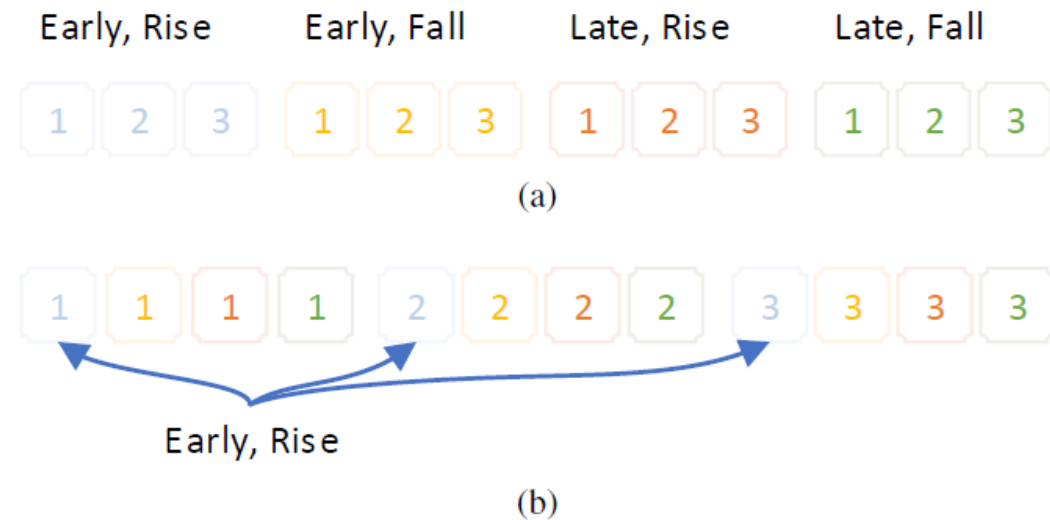 Early, Rise Early, Fall Late, Rise Late, Fall
1 2 3 1 2 3 1 2 3 1 2 3
(a)
1 1 1 1 2 2 2 2 3 3 3 3
Early, Rise
(b)